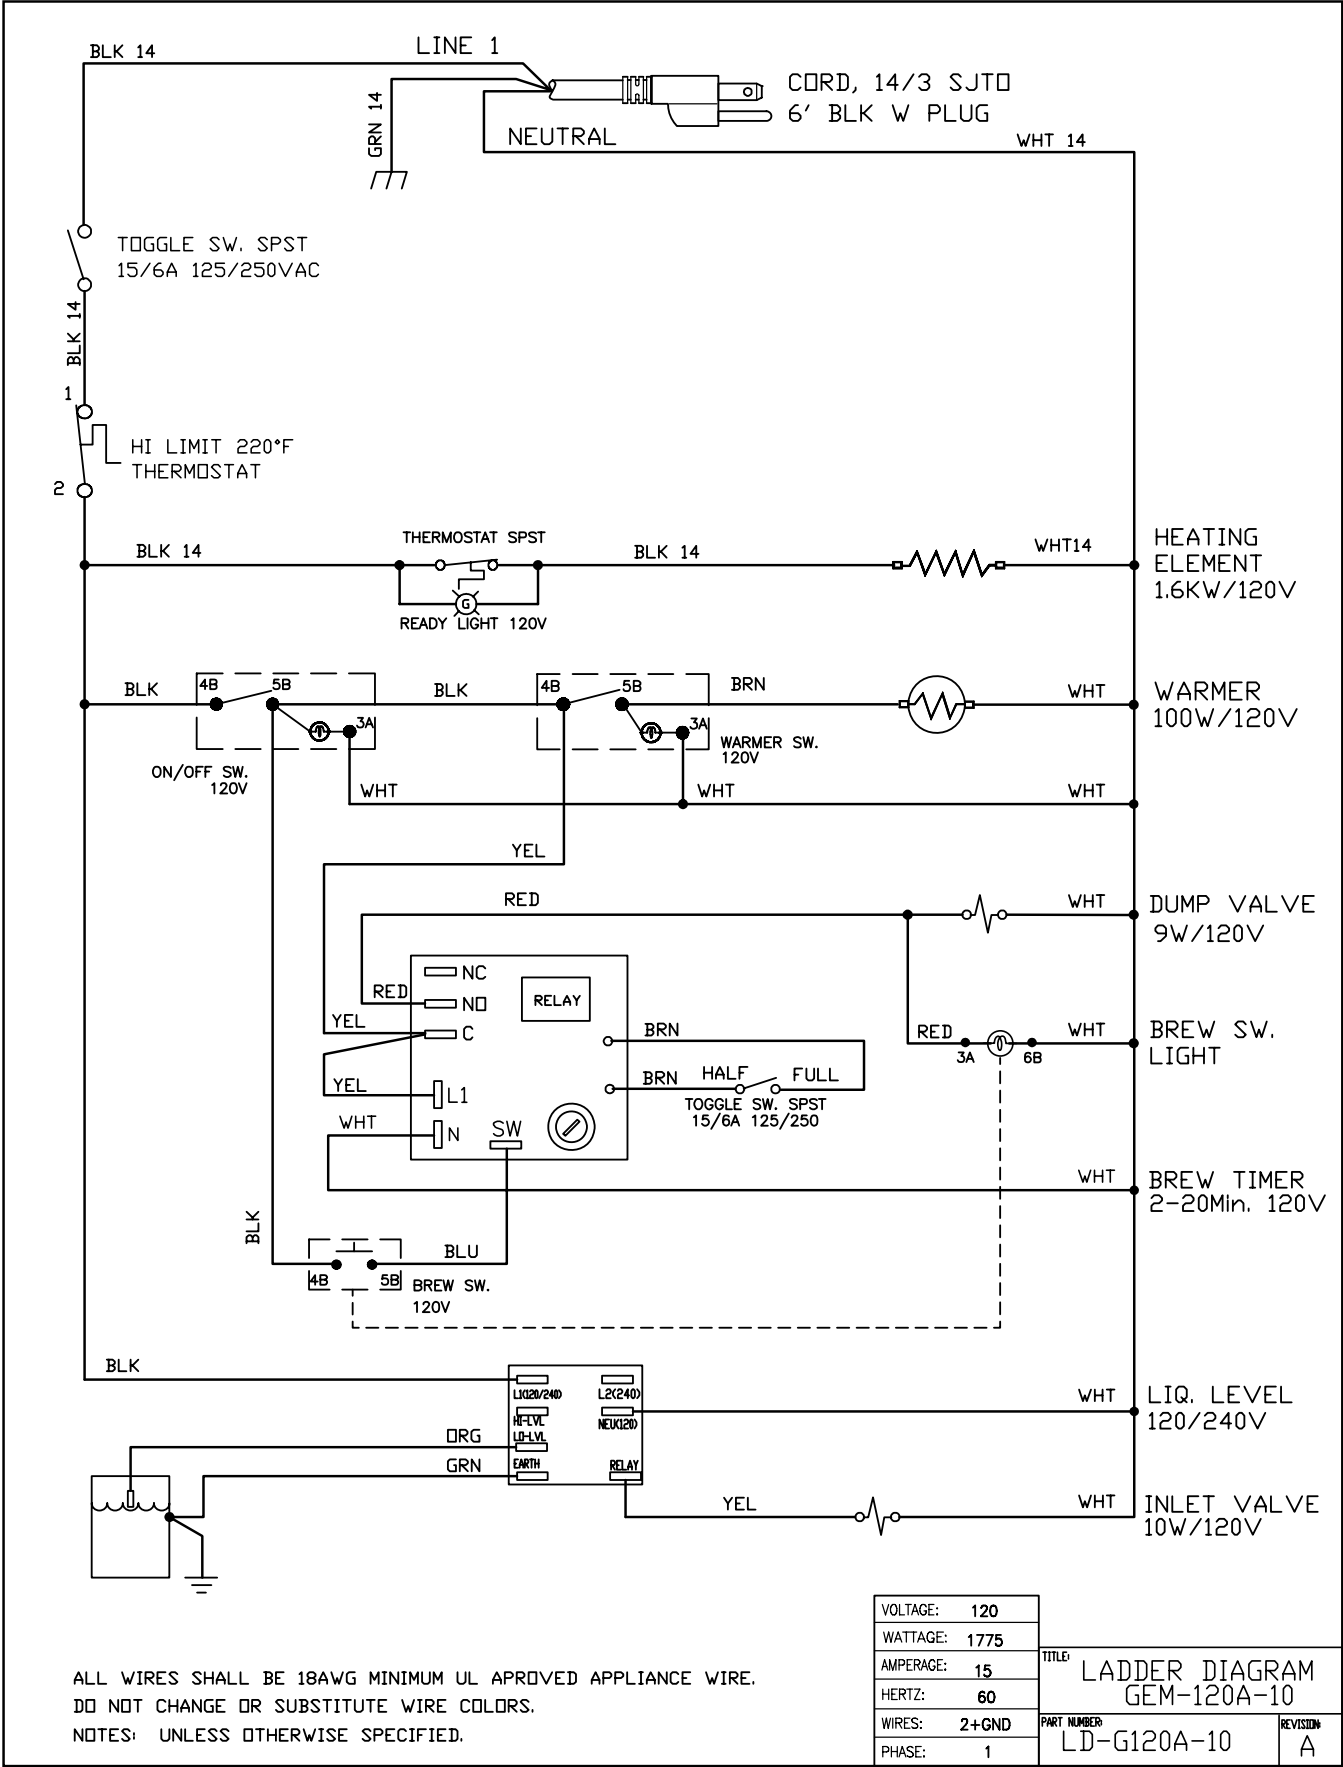 BLK 14
LINE 1
CORD, 14/3 SJTO
6' BLK W PLUG
GRN 14
NEUTRAL
WHT 14
TOGGLE SW. SPST
15/6A 125/250VAC
BLK 14
1
HI LIMIT 220°F
THERMOSTAT
2
BLK 14
THERMOSTAT SPST
BLK 14
WHT14
HEATING
ELEMENT
1.6KW/120V
G
READY LIGHT 120V
BLK
4B
5B
3A
BLK
4B
5B
3A
BRN
WHT
WARMER
100W/120V
ON/OFF SW.
120V
WARMER SW.
120V
WHT
WHT
WHT
YEL
RED
WHT
DUMP VALVE
9W/120V
NC
RED
NO
RELAY
YEL
C
BRN
RED
3A
6B
WHT
BREW SW.
LIGHT
YEL
L1
BRN
HALF
FULL
TOGGLE SW. SPST
15/6A 125/250
WHT
N
SW
WHT
BREW TIMER
2-20Min. 120V
BLK
BLU
4B
5B
BREW SW.
120V
BLK
L1(120/240)
L2(240)
HI-LVL
NEU(120)
LO-LVL
WHT
LIQ. LEVEL
120/240V
ORG
GRN
EARTH
RELAY
YEL
WHT
INLET VALVE
10W/120V
VOLTAGE: 120
WATTAGE: 1775
AMPERAGE: 15
HERTZ: 60
WIRES: 2+GND
PHASE: 1
TITLE:
LADDER DIAGRAM
GEM-120A-10
PART NUMBER:
LD-G120A-10
REVISION:
A
ALL WIRES SHALL BE 18AWG MINIMUM UL APROVED APPLIANCE WIRE.
DO NOT CHANGE OR SUBSTITUTE WIRE COLORS.
NOTES: UNLESS OTHERWISE SPECIFIED.